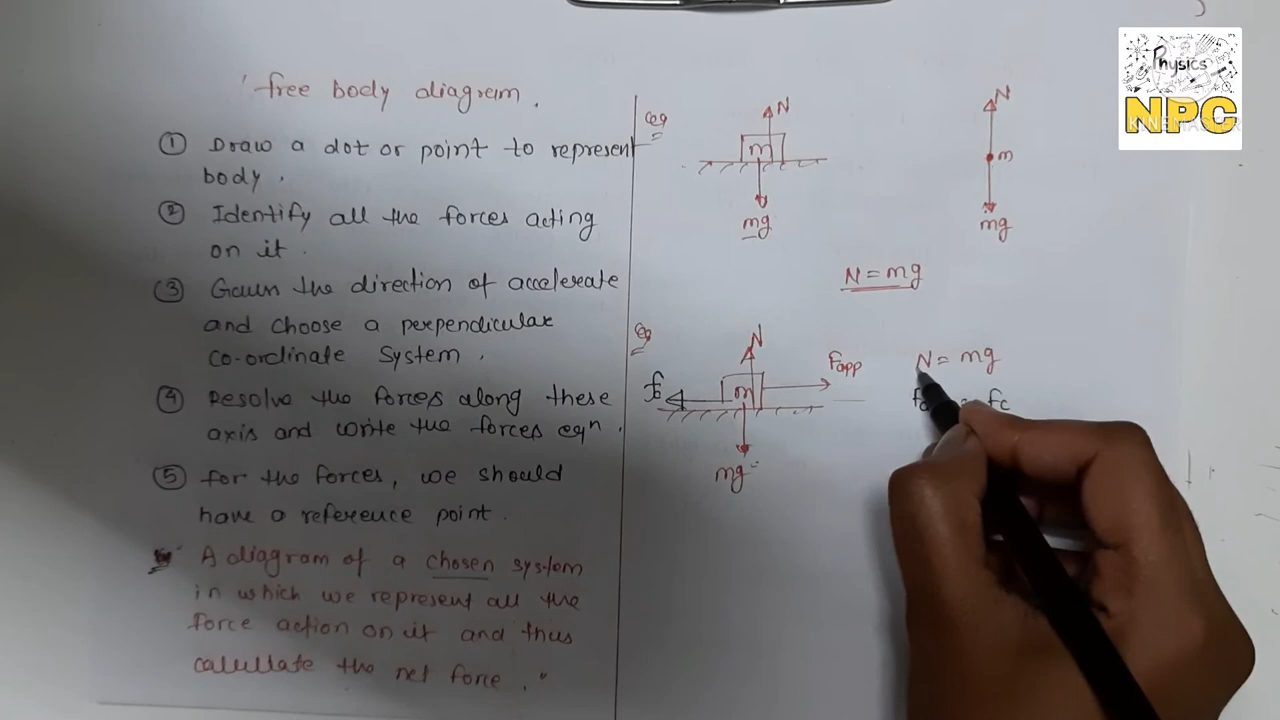 ' free body diagram.
① Draw a dot or point to represent
body.
② Identify all the forces acting
on it.
③ the direction of accelerate
and choose a perpendicular
co-ordinate system.
④ Resolve the forces along these
axis and write the forces eqn.
⑤ for the forces, we should
have a reference point.
A diagram of a chosen system
in which we represent all the
force action on it and thus
calullate the net force."
eg
N
m
mg
N
m
mg
N = mg
eg
N
Fapp
m
mg
N = mg
= fc
Physics
NPC